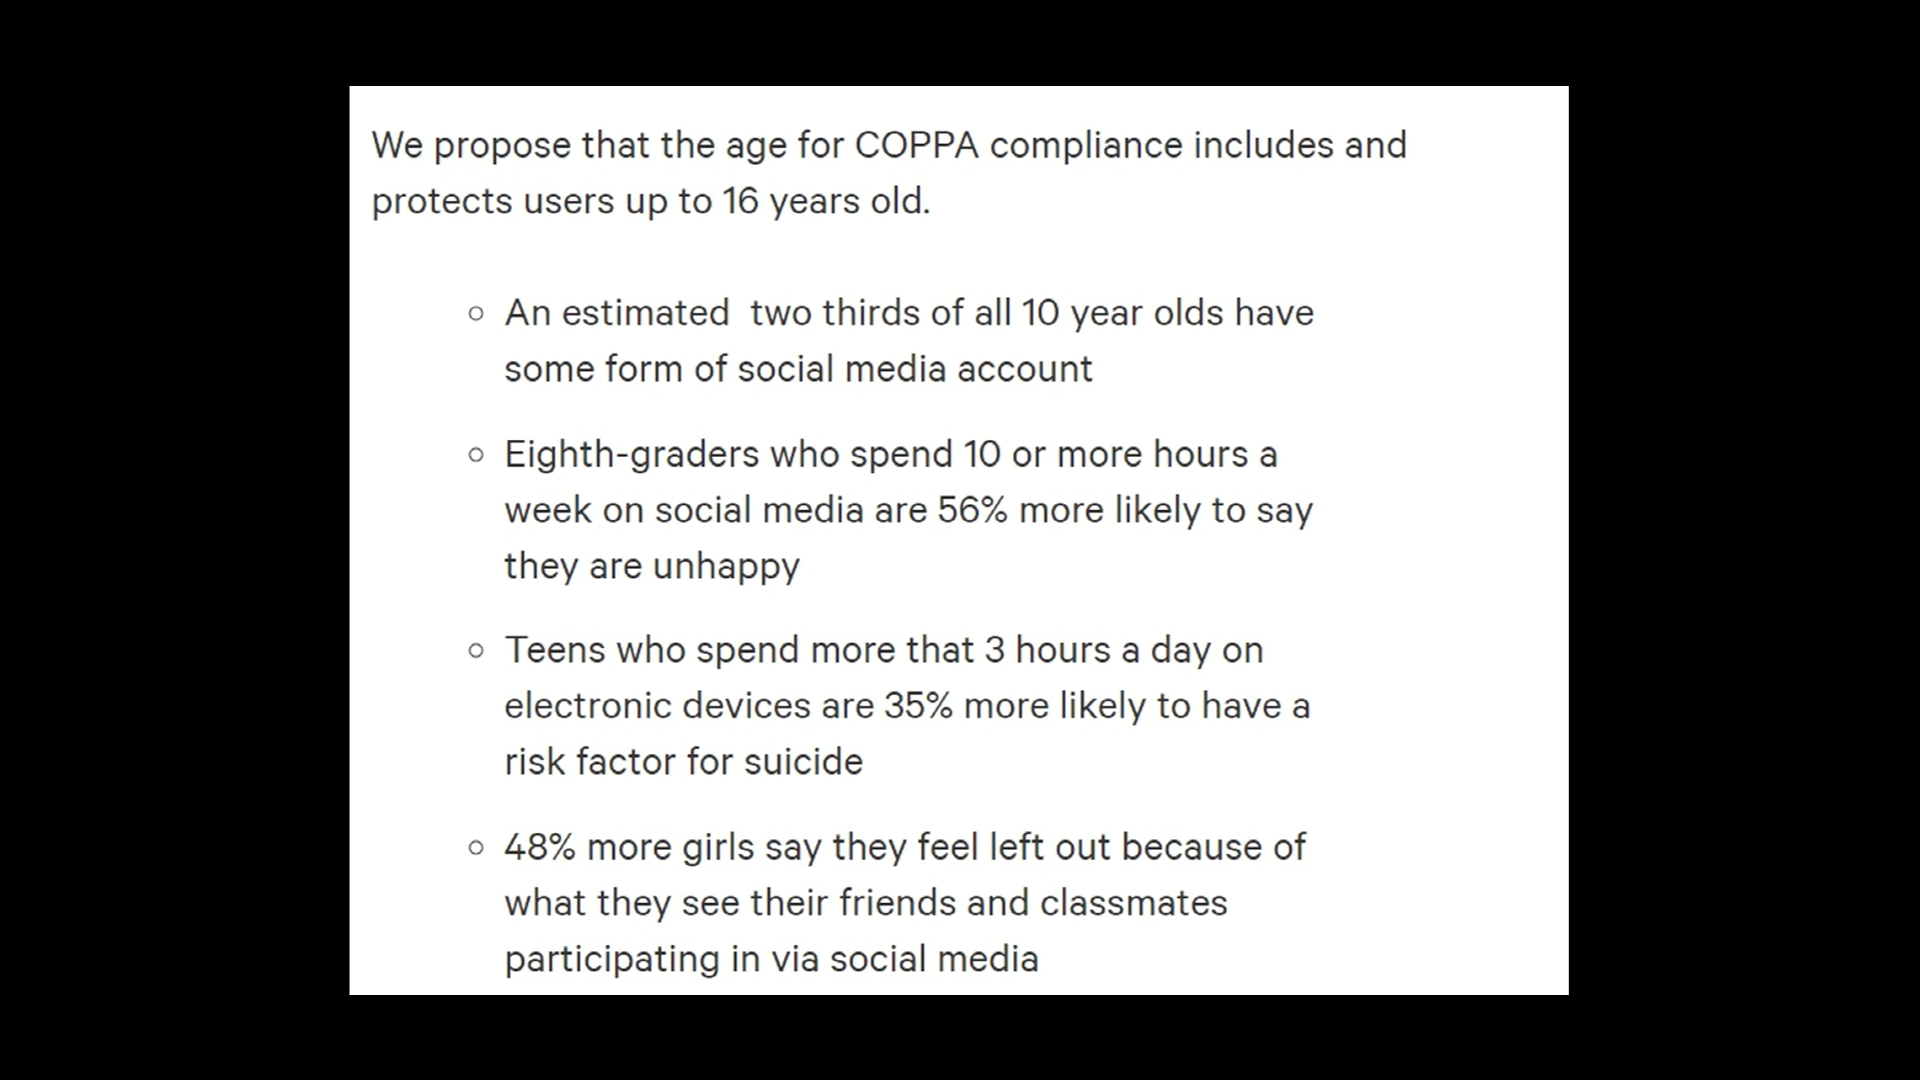 We propose that the age for COPPA compliance includes and
protects users up to 16 years old.
○ An estimated  two thirds of all 10 year olds have
some form of social media account
○ Eighth-graders who spend 10 or more hours a
week on social media are 56% more likely to say
they are unhappy
○ Teens who spend more that 3 hours a day on
electronic devices are 35% more likely to have a
risk factor for suicide
○ 48% more girls say they feel left out because of
what they see their friends and classmates
participating in via social media